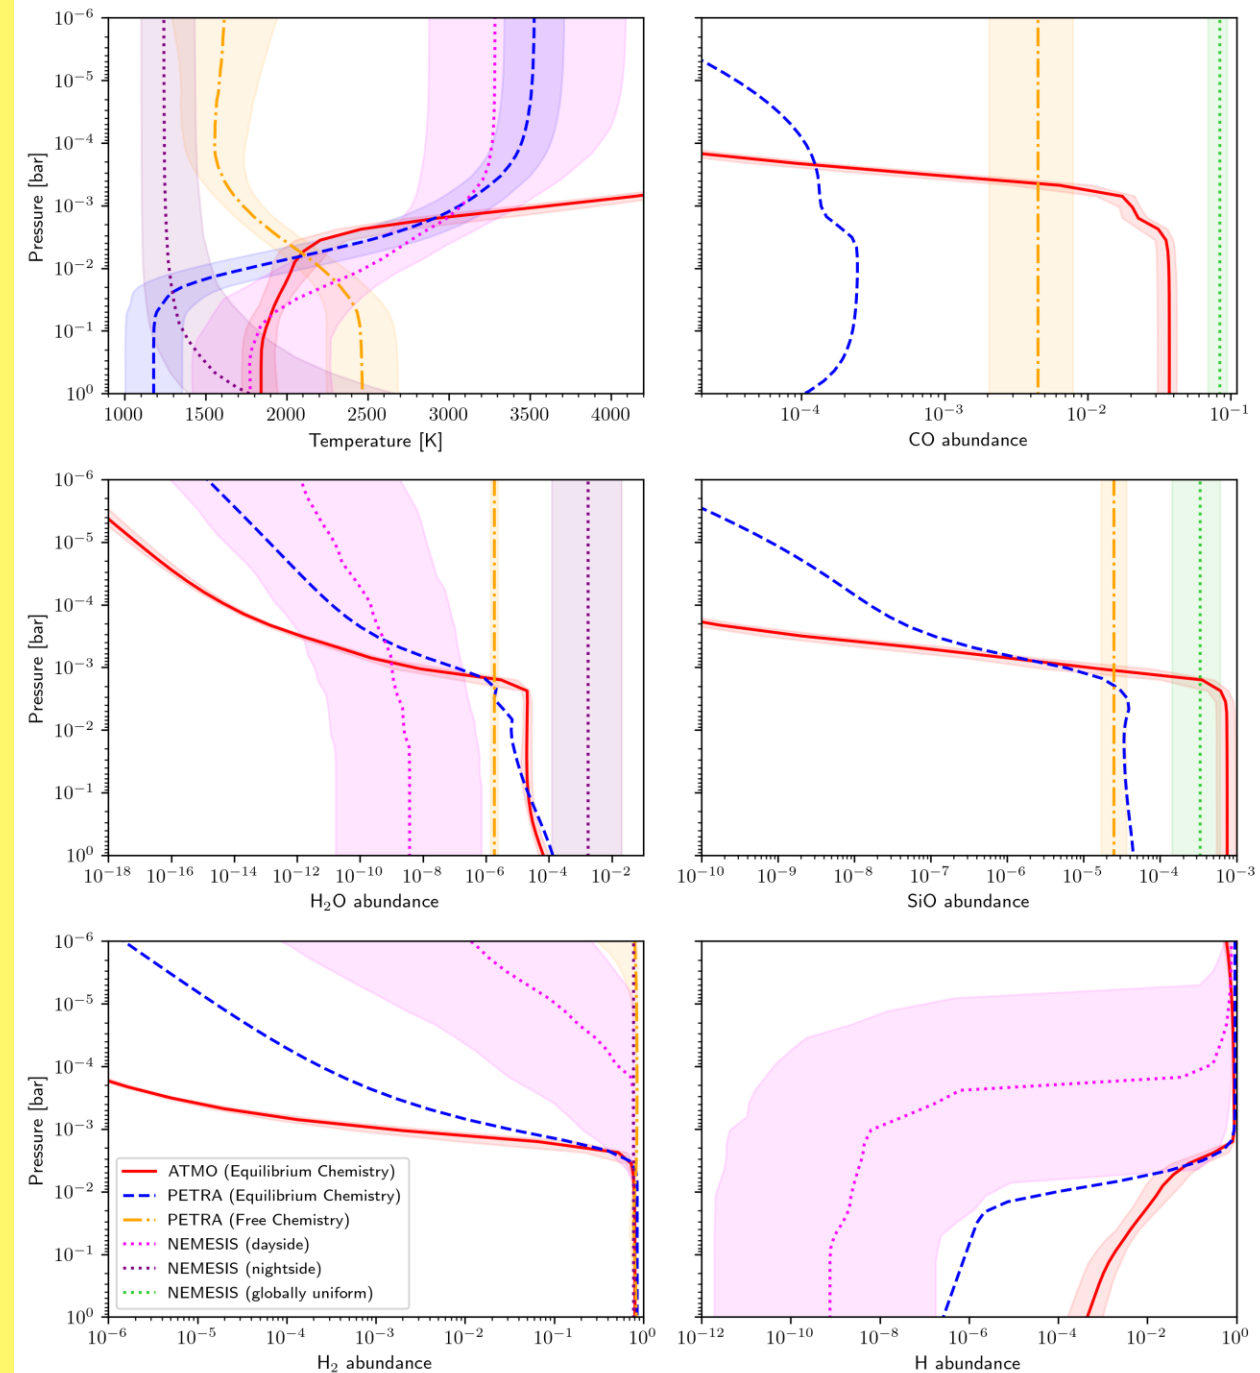 10⁻⁶
10⁻⁵
10⁻⁴
10⁻³
10⁻²
10⁻¹
10⁰
Pressure [bar]
1000 1500 2000 2500 3000 3500 4000
Temperature [K]
10⁻⁴ 10⁻³ 10⁻² 10⁻¹
CO abundance
10⁻⁶
10⁻⁵
10⁻⁴
10⁻³
10⁻²
10⁻¹
10⁰
Pressure [bar]
10⁻¹⁸ 10⁻¹⁶ 10⁻¹⁴ 10⁻¹² 10⁻¹⁰ 10⁻⁸ 10⁻⁶ 10⁻⁴ 10⁻²
H₂O abundance
10⁻¹⁰ 10⁻⁹ 10⁻⁸ 10⁻⁷ 10⁻⁶ 10⁻⁵ 10⁻⁴ 10⁻³
SiO abundance
10⁻⁶
10⁻⁵
10⁻⁴
10⁻³
10⁻²
10⁻¹
10⁰
Pressure [bar]
ATMO (Equilibrium Chemistry)
PETRA (Equilibrium Chemistry)
PETRA (Free Chemistry)
NEMESIS (dayside)
NEMESIS (nightside)
NEMESIS (globally uniform)
10⁻⁶ 10⁻⁵ 10⁻⁴ 10⁻³ 10⁻² 10⁻¹ 10⁰
H₂ abundance
10⁻¹² 10⁻¹⁰ 10⁻⁸ 10⁻⁶ 10⁻⁴ 10⁻² 10⁰
H abundance